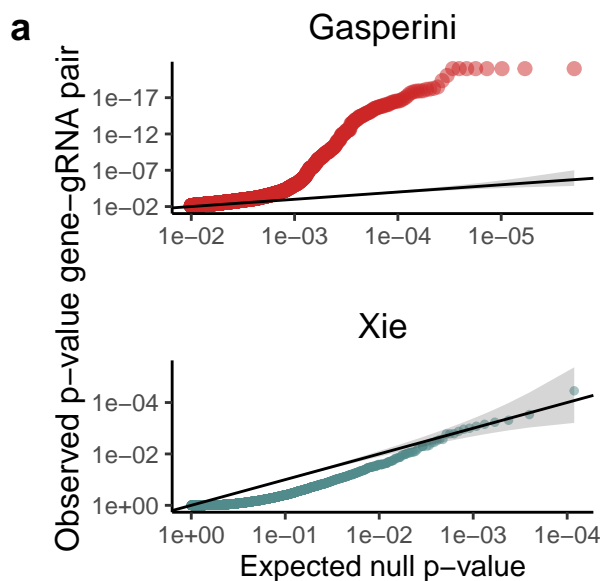 a
Gasperini
Observed p−value gene−gRNA pair
1e−17
1e−12
1e−07
1e−02
1e−02 1e−03 1e−04 1e−05
Xie
1e−04
1e−02
1e+00
1e+00 1e−01 1e−02 1e−03 1e−04
Expected null p−value